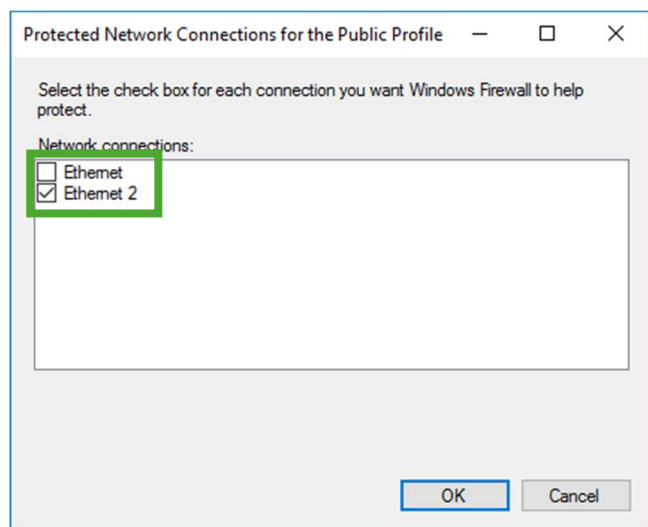 Protected Network Connections for the Public Profile
Select the check box for each connection you want Windows Firewall to help
protect.
Network connections:
Ethernet
Ethernet 2
OK
Cancel